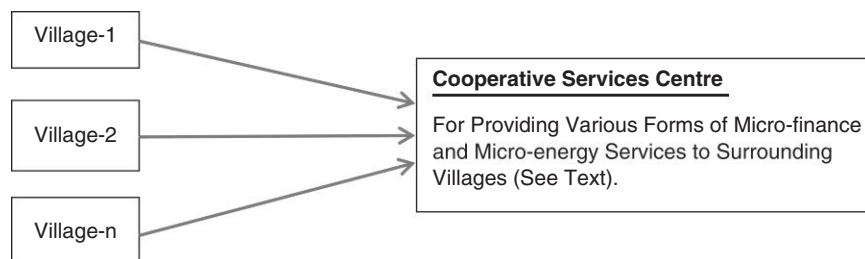 Village-1
Village-2
Village-n
Cooperative Services Centre
For Providing Various Forms of Micro-finance
and Micro-energy Services to Surrounding
Villages (See Text).